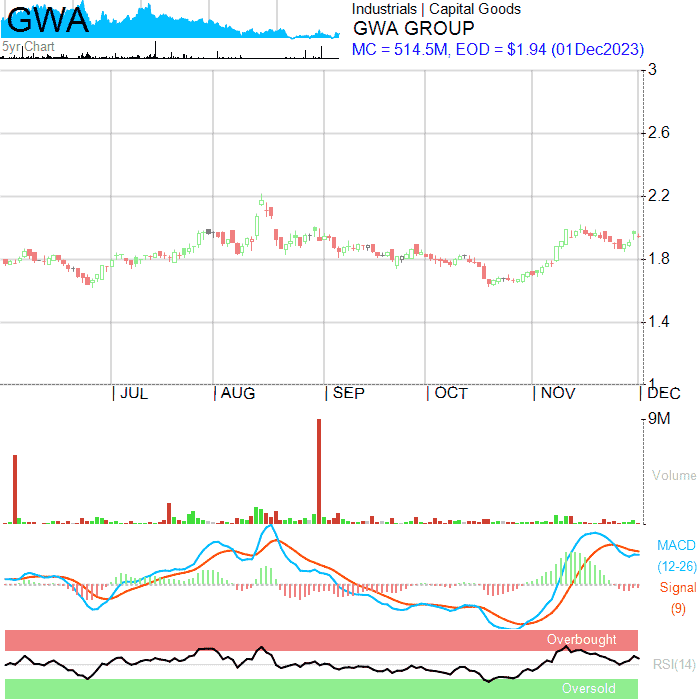 GWA
5yr Chart
Industrials | Capital Goods
GWA GROUP
MC = 514.5M, EOD = $1.94 (01Dec2023)
3
2.6
2.2
1.8
1.4
1
| JUL | AUG | SEP | OCT | NOV | DEC
9M
Volume
MACD
(12-26)
Signal
(9)
Overbought
RSI(14)
Oversold